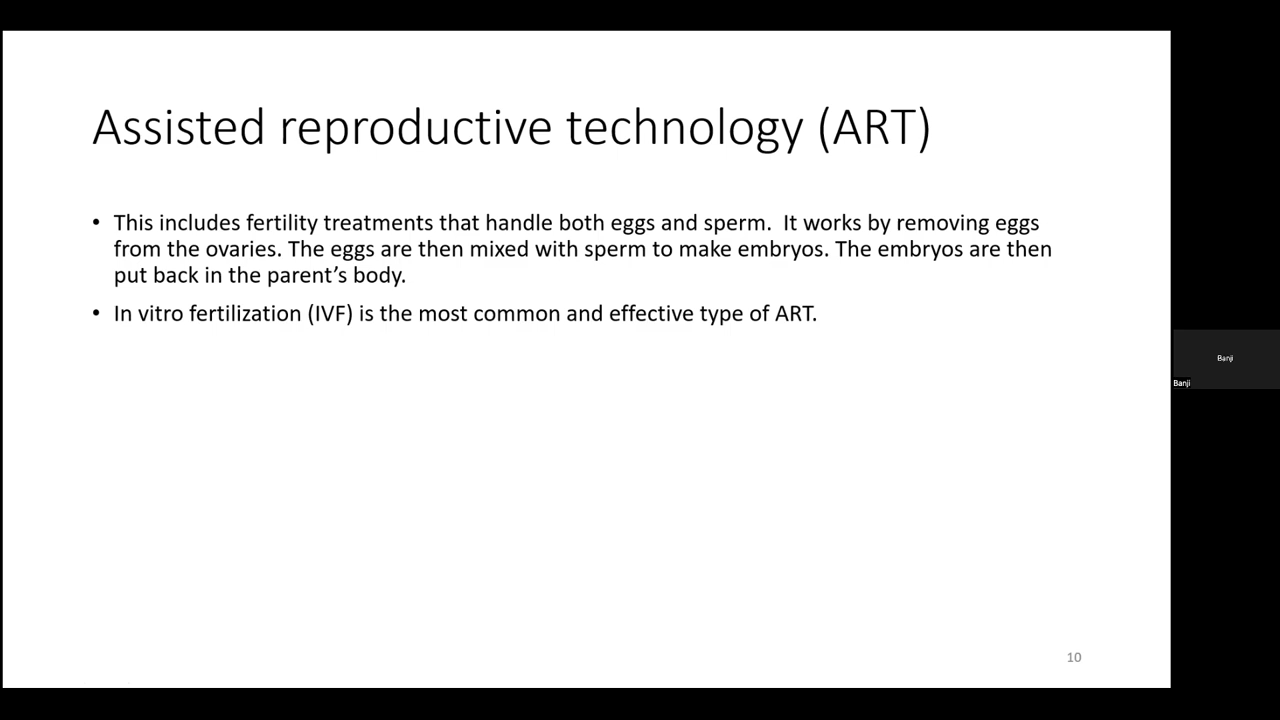 Assisted reproductive technology (ART)
• This includes fertility treatments that handle both eggs and sperm.  It works by removing eggs
from the ovaries. The eggs are then mixed with sperm to make embryos. The embryos are then
put back in the parent’s body.
• In vitro fertilization (IVF) is the most common and effective type of ART.
Banji
Banji
10